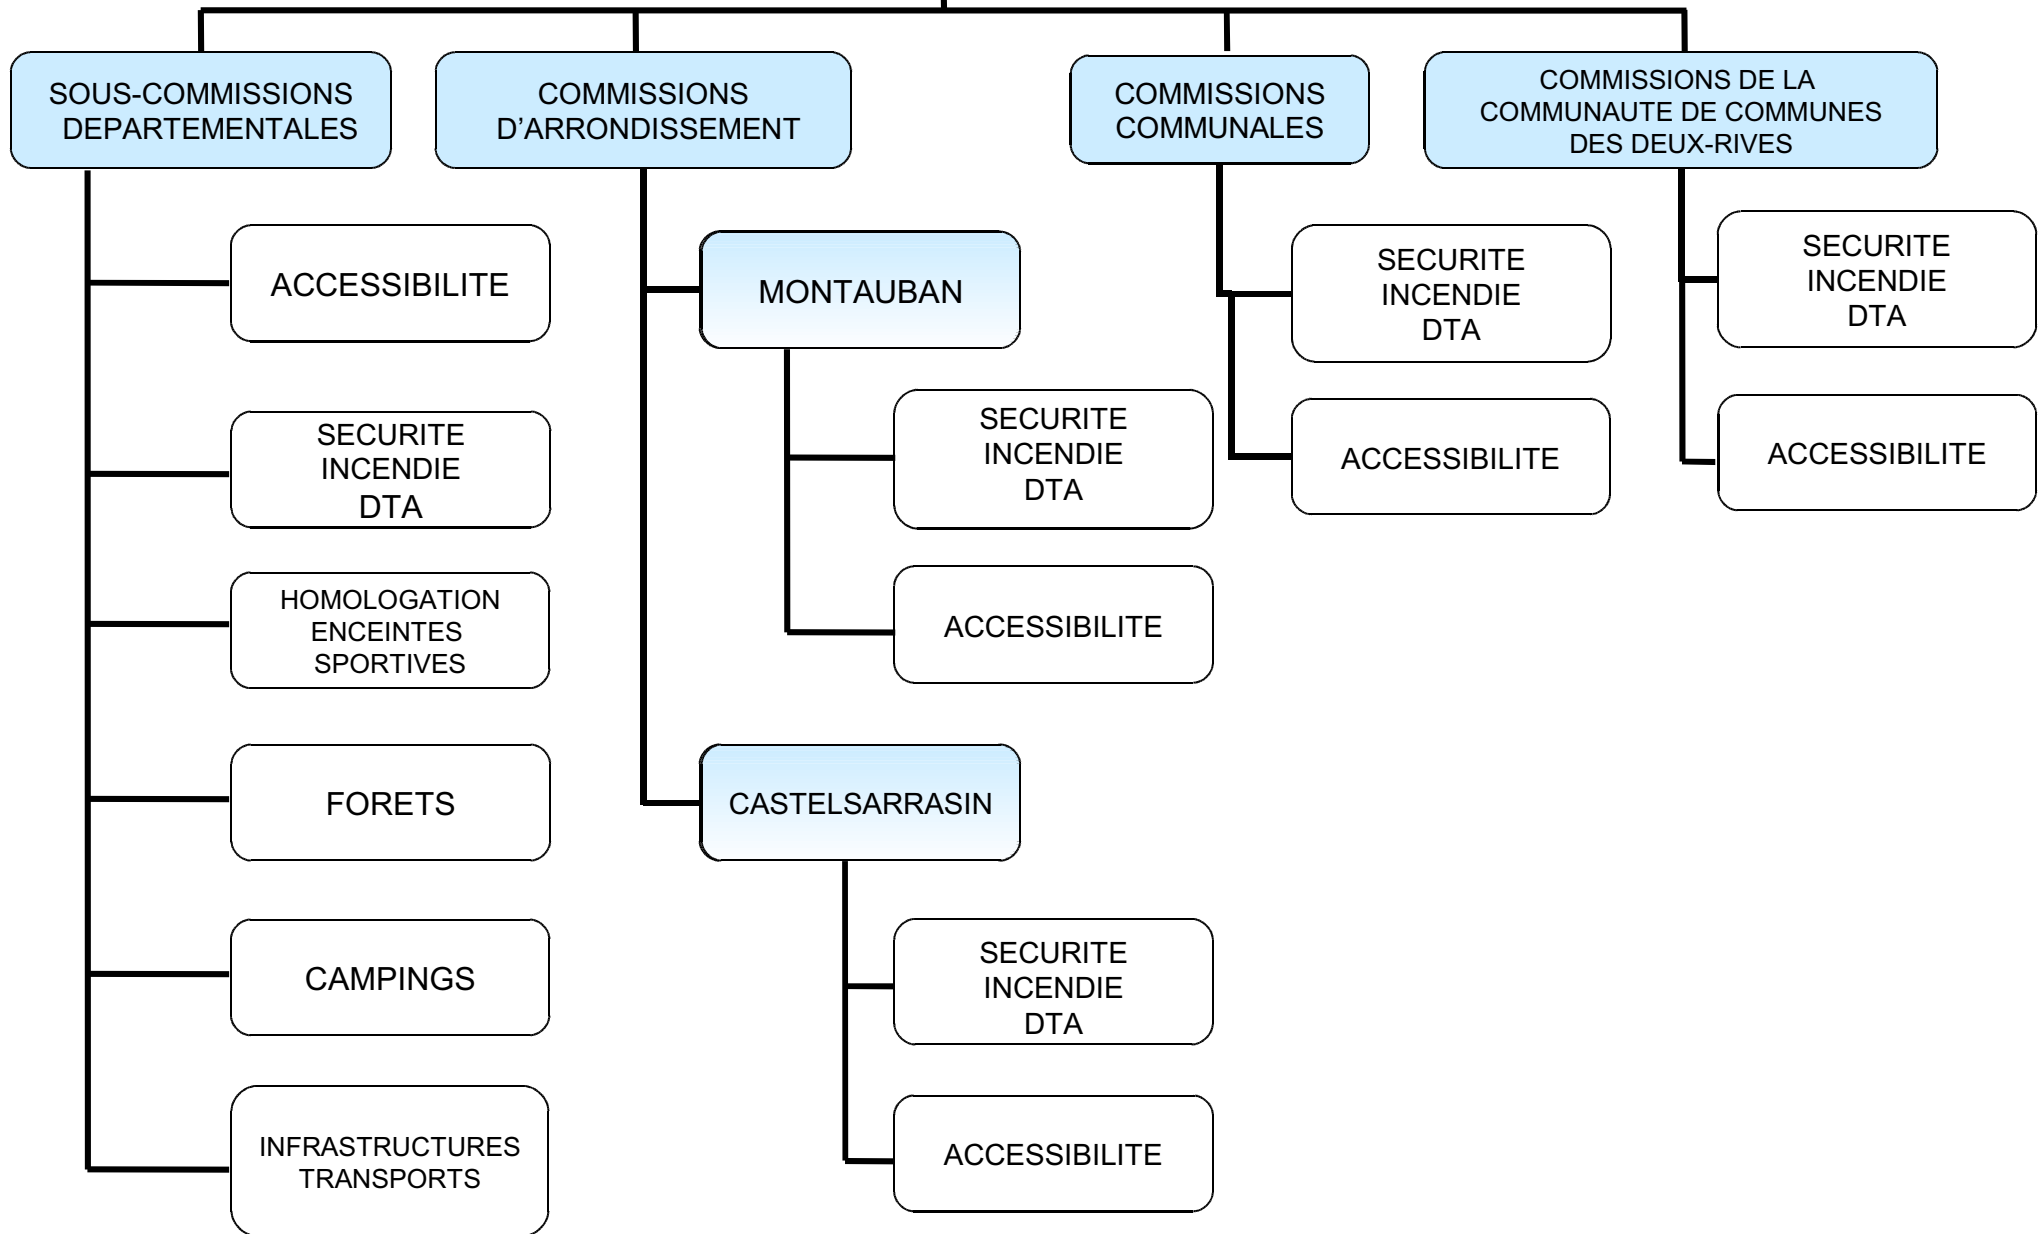 SOUS-COMMISSIONS
DEPARTEMENTALES
COMMISSIONS
D’ARRONDISSEMENT
COMMISSIONS
COMMUNALES
COMMISSIONS DE LA
COMMUNAUTE DE COMMUNES
DES DEUX-RIVES
ACCESSIBILITE
SECURITE
INCENDIE
DTA
HOMOLOGATION
ENCEINTES
SPORTIVES
FORETS
CAMPINGS
INFRASTRUCTURES
TRANSPORTS
MONTAUBAN
SECURITE
INCENDIE
DTA
ACCESSIBILITE
CASTELSARRASIN
SECURITE
INCENDIE
DTA
ACCESSIBILITE
SECURITE
INCENDIE
DTA
ACCESSIBILITE
SECURITE
INCENDIE
DTA
ACCESSIBILITE